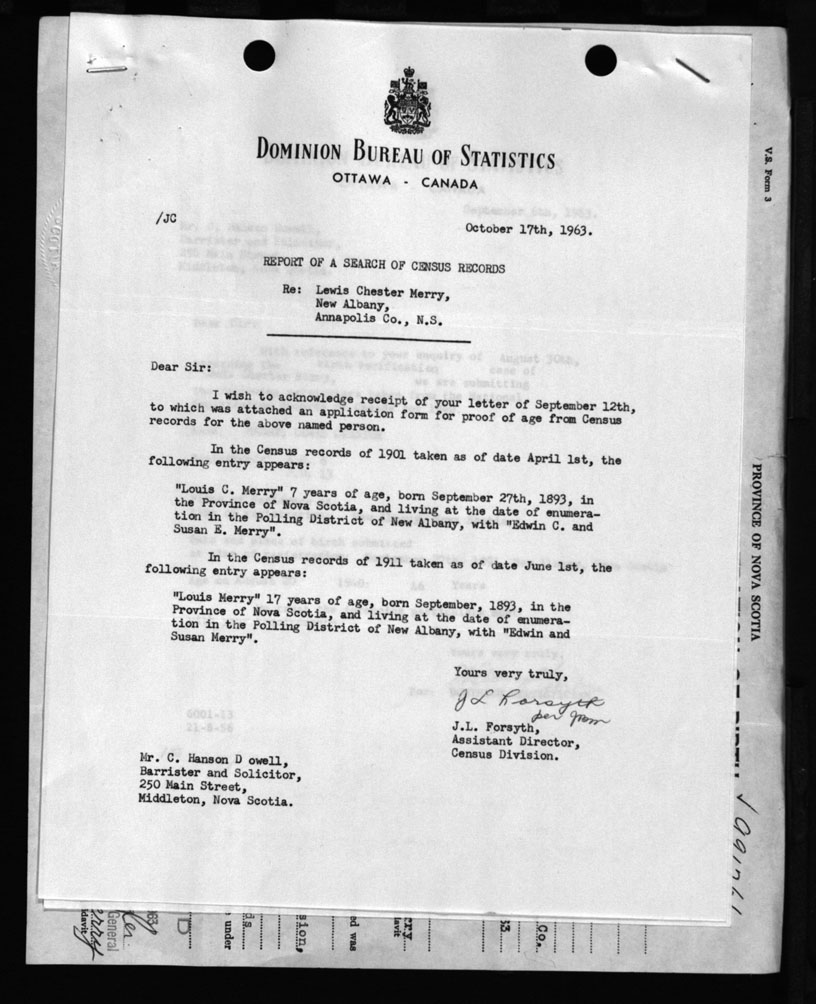 DOMINION BUREAU OF STATISTICS
OTTAWA - CANADA
V.S. Form 3
/JC
October 17th, 1963.
REPORT OF A SEARCH OF CENSUS RECORDS
Re: Lewis Chester Merry,
New Albany,
Annapolis Co., N.S.
Dear Sir:
I wish to acknowledge receipt of your letter of September 12th,
to which was attached an application form for proof of age from Census
records for the above named person.
In the Census records of 1901 taken as of date April 1st, the
following entry appears:
"Louis C. Merry" 7 years of age, born September 27th, 1893, in
the Province of Nova Scotia, and living at the date of enumera-
tion in the Polling District of New Albany, with "Edwin C. and
Susan E. Merry".
In the Census records of 1911 taken as of date June 1st, the
following entry appears:
"Louis Merry" 17 years of age, born September, 1893, in the
Province of Nova Scotia, and living at the date of enumera-
tion in the Polling District of New Albany, with "Edwin and
Susan Merry".
Yours very truly,
J L Forsyth
per
J.L. Forsyth,
Assistant Director,
Census Division.
Mr. C. Hanson D owell,
Barrister and Solicitor,
250 Main Street,
Middleton, Nova Scotia.
PROVINCE OF NOVA SCOTIA
General
under
ed was
Co.